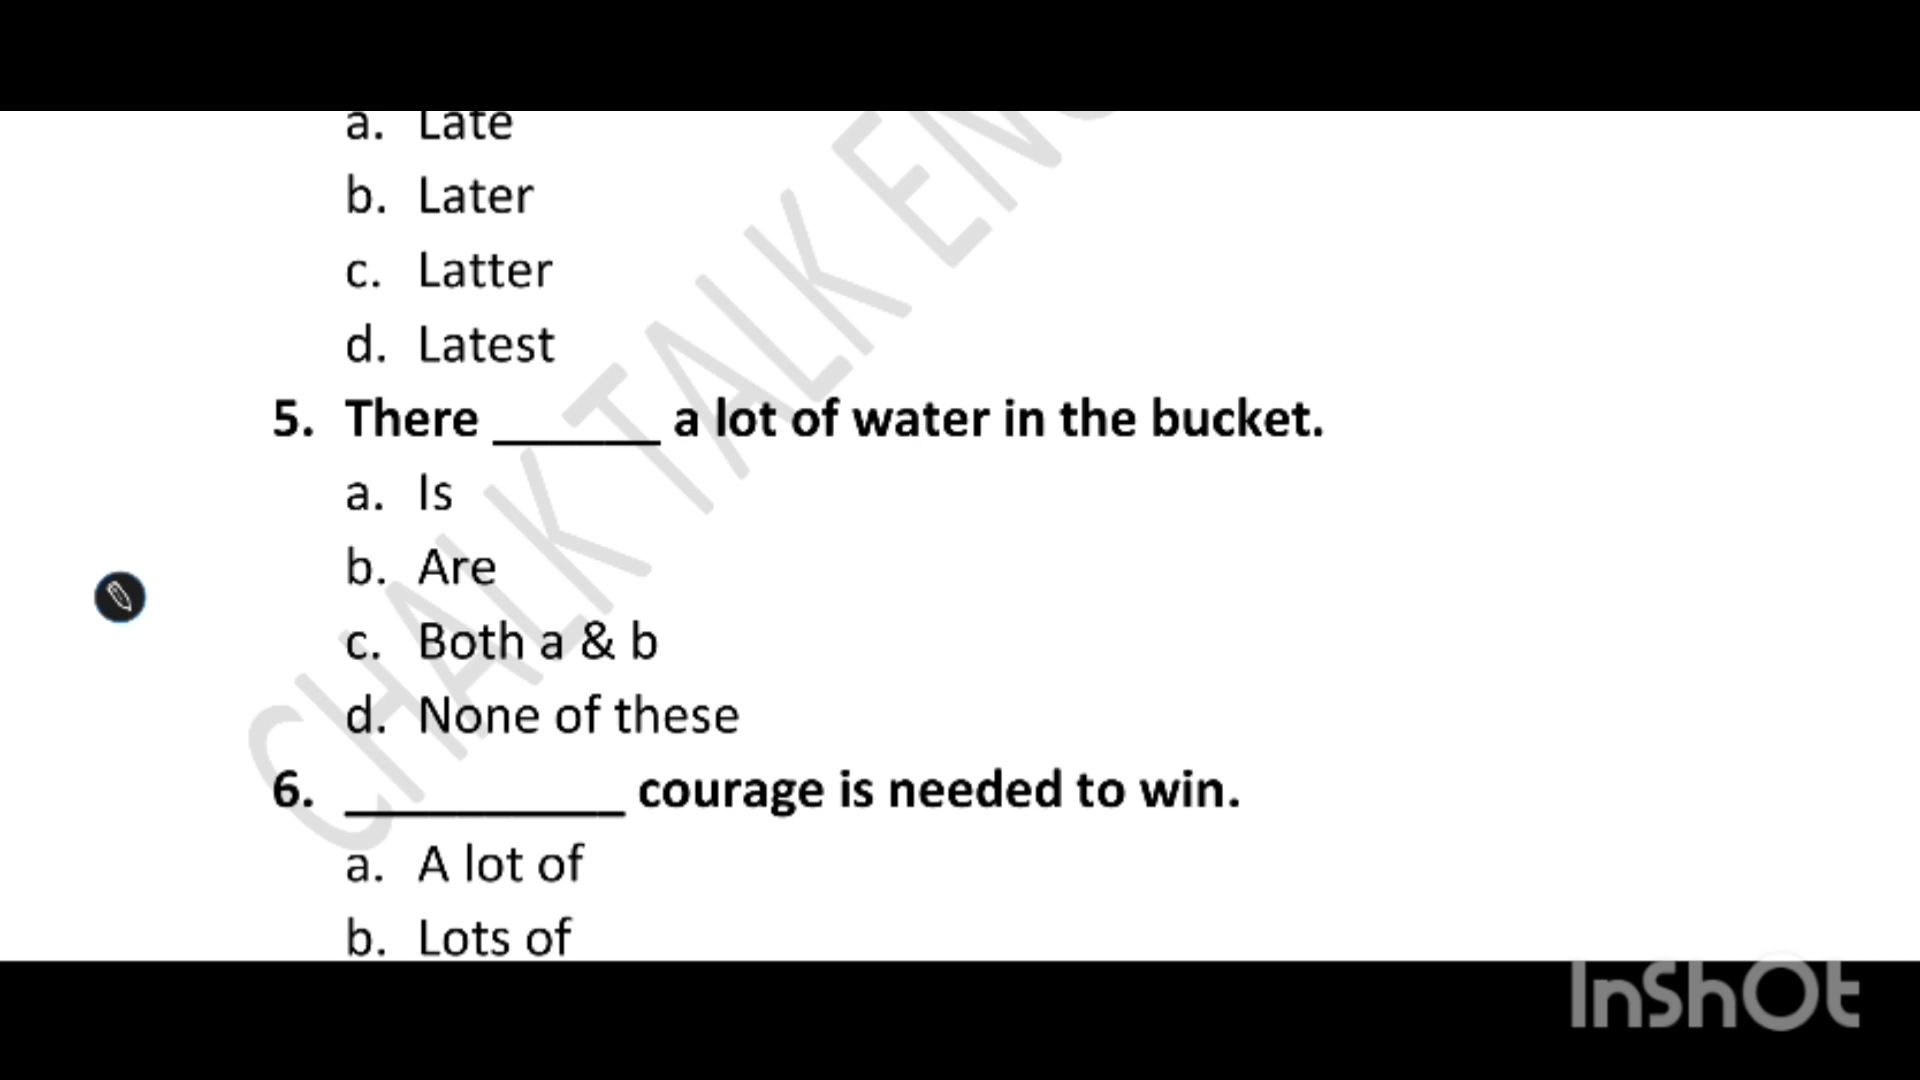 a. Late
b. Later
c. Latter
d. Latest
5. There ______ a lot of water in the bucket.
a. Is
b. Are
c. Both a & b
d. None of these
6. __________ courage is needed to win.
a. A lot of
b. Lots of
CHALK TALK ENG
InShOt